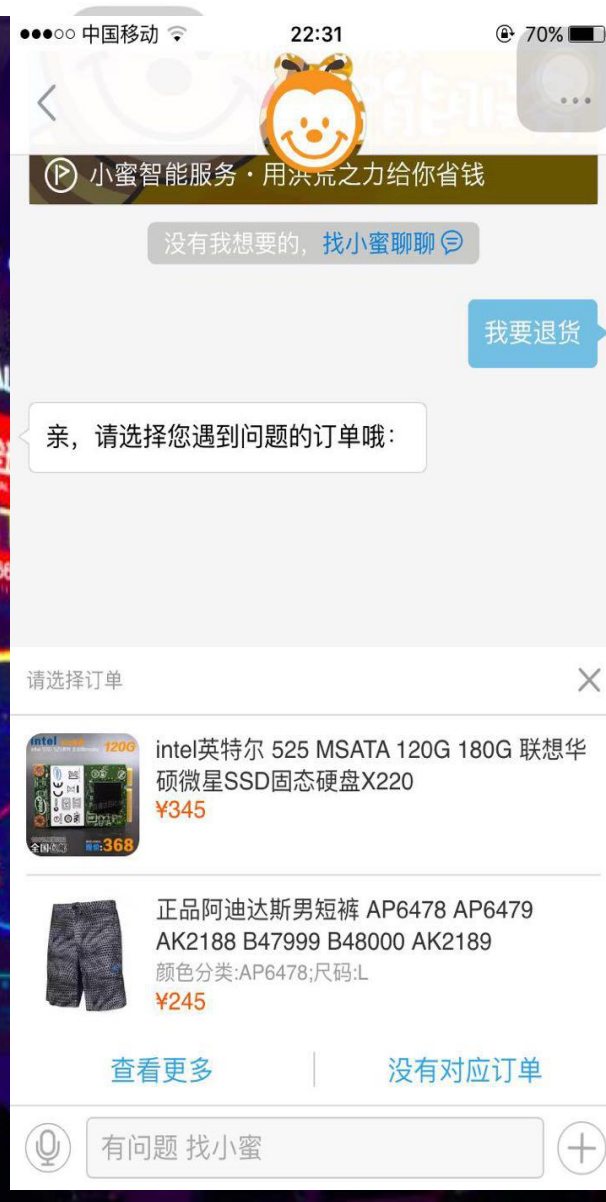 中国移动
22:31
70%
小蜜智能服务·用洪荒之力给你省钱
没有我想要的，找小蜜聊聊
我要退货
亲，请选择您遇到问题的订单哦：
请选择订单
intel
120G
全国包邮
368
intel英特尔 525 MSATA 120G 180G 联想华
硕微星SSD固态硬盘X220
¥345
正品阿迪达斯男短裤 AP6478 AP6479
AK2188 B47999 B48000 AK2189
颜色分类:AP6478;尺码:L
¥245
查看更多
没有对应订单
有问题 找小蜜